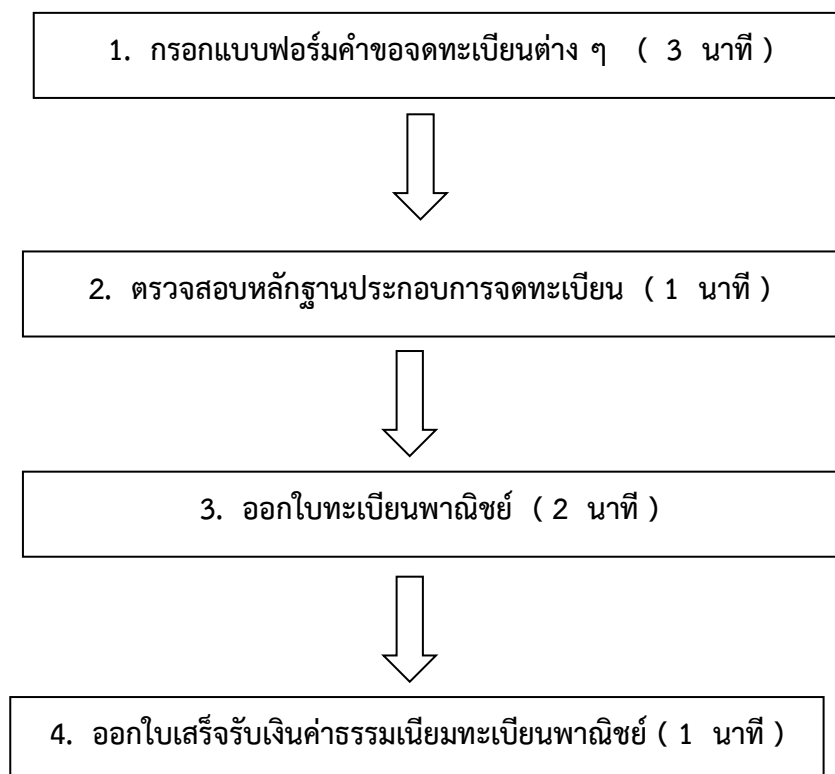 1. กรอกแบบฟอร์มคำขอจดทะเบียนต่าง ๆ ( 3 นาที )
2. ตรวจสอบหลักฐานประกอบการจดทะเบียน ( 1 นาที )
3. ออกใบทะเบียนพาณิชย์ ( 2 นาที )
4. ออกใบเสร็จรับเงินค่าธรรมเนียมทะเบียนพาณิชย์ ( 1 นาที )